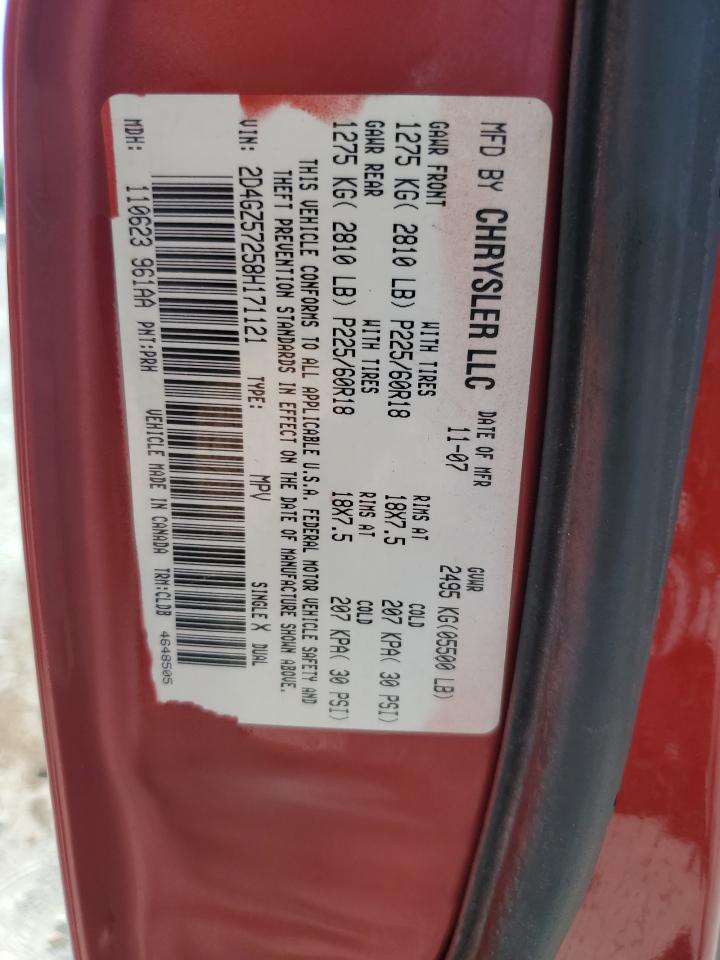 MFD BY CHRYSLER LLC DATE OF MFR GVWR
11-07 2495 KG(05500 LB)
GAWR FRONT WITH TIRES RIMS AT COLD
1275 KG( 2810 LB) P225/60R18 18X7.5 207 KPA( 30 PSI)
GAWR REAR WITH TIRES RIMS AT COLD
1275 KG( 2810 LB) P225/60R18 18X7.5 207 KPA( 30 PSI)
THIS VEHICLE CONFORMS TO ALL APPLICABLE U.S.A. FEDERAL MOTOR VEHICLE SAFETY AND
THEFT PREVENTION STANDARDS IN EFFECT ON THE DATE OF MANUFACTURE SHOWN ABOVE.
VIN: 2D4GZ57258H171121 TYPE: MPV SINGLE X DUAL
MDH: 110623 961AA PNT:PRH VEHICLE MADE IN CANADA TRM:CLDB 4648505